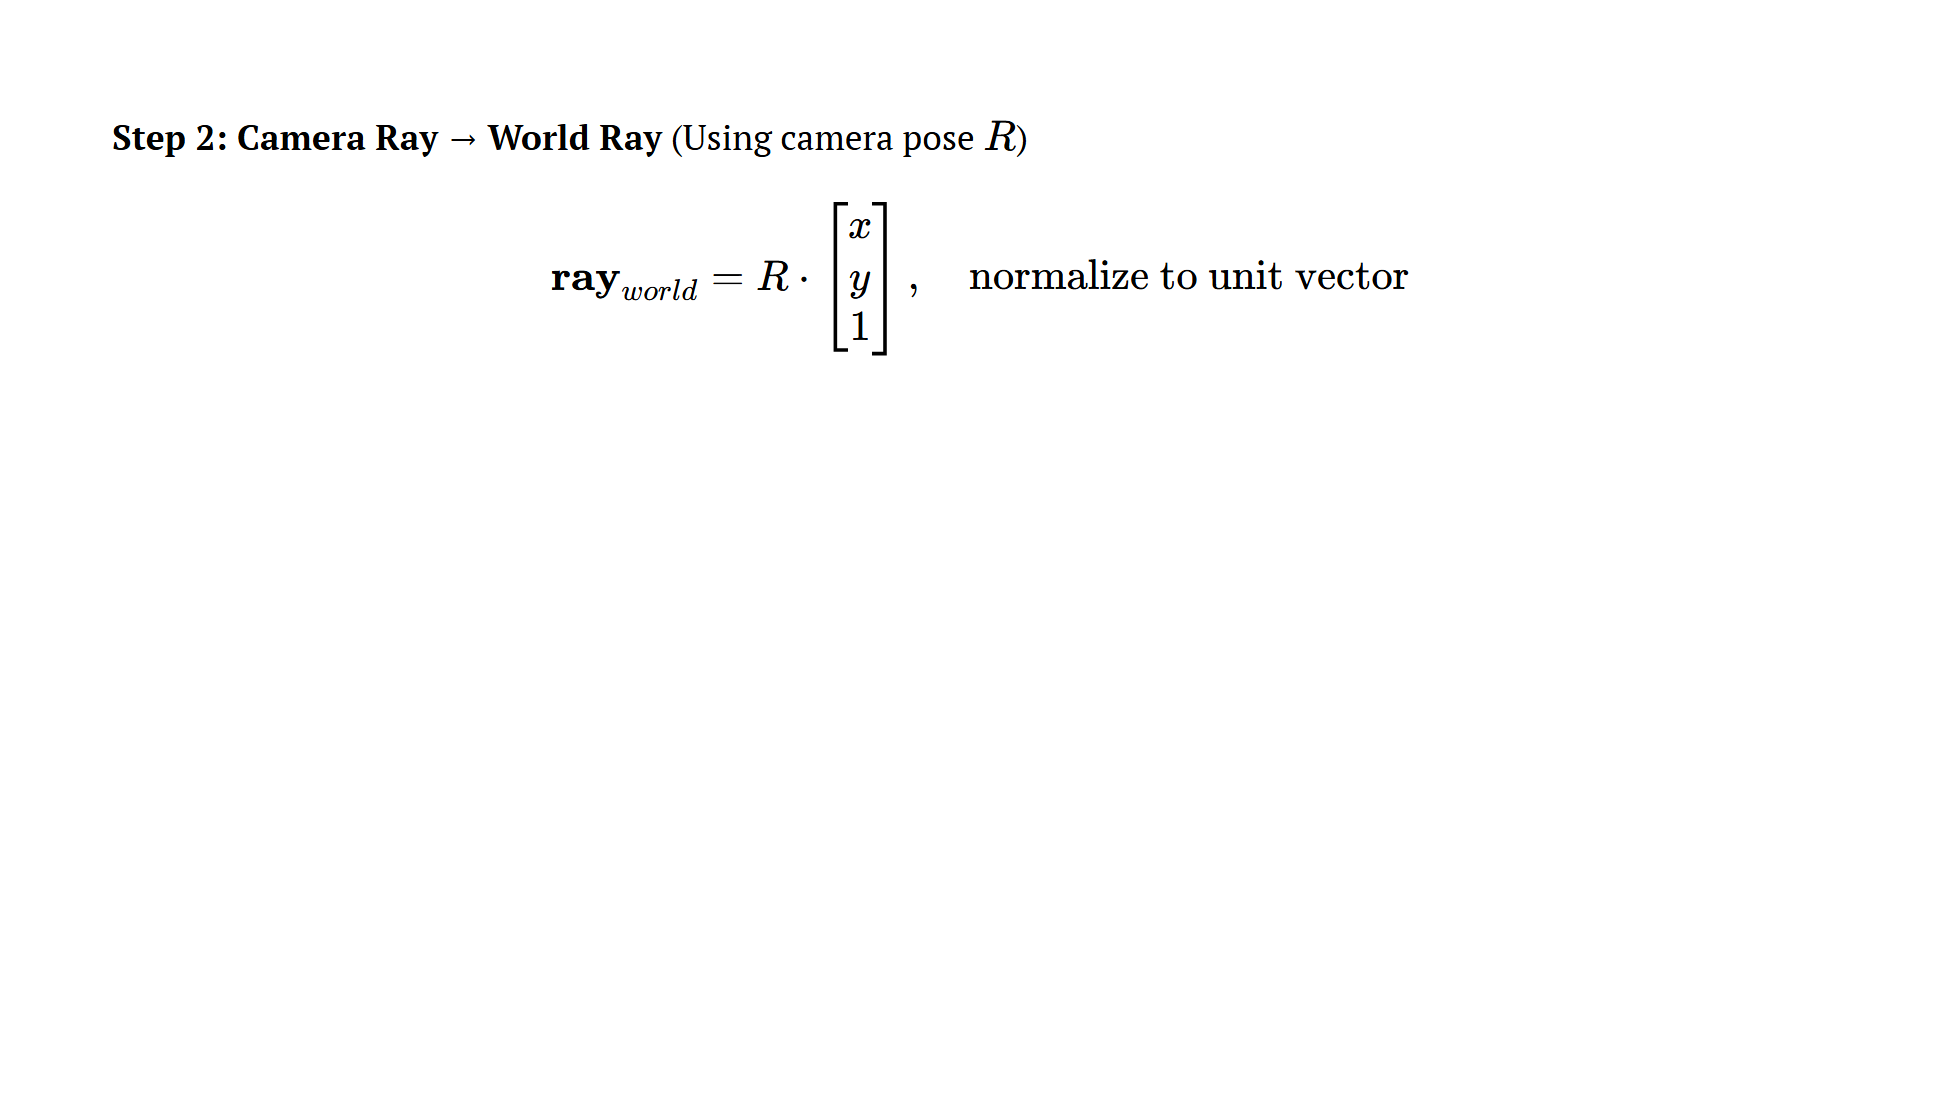 Step 2: Camera Ray → World Ray (Using camera pose R)
ray_world = R · [x y 1] , normalize to unit vector